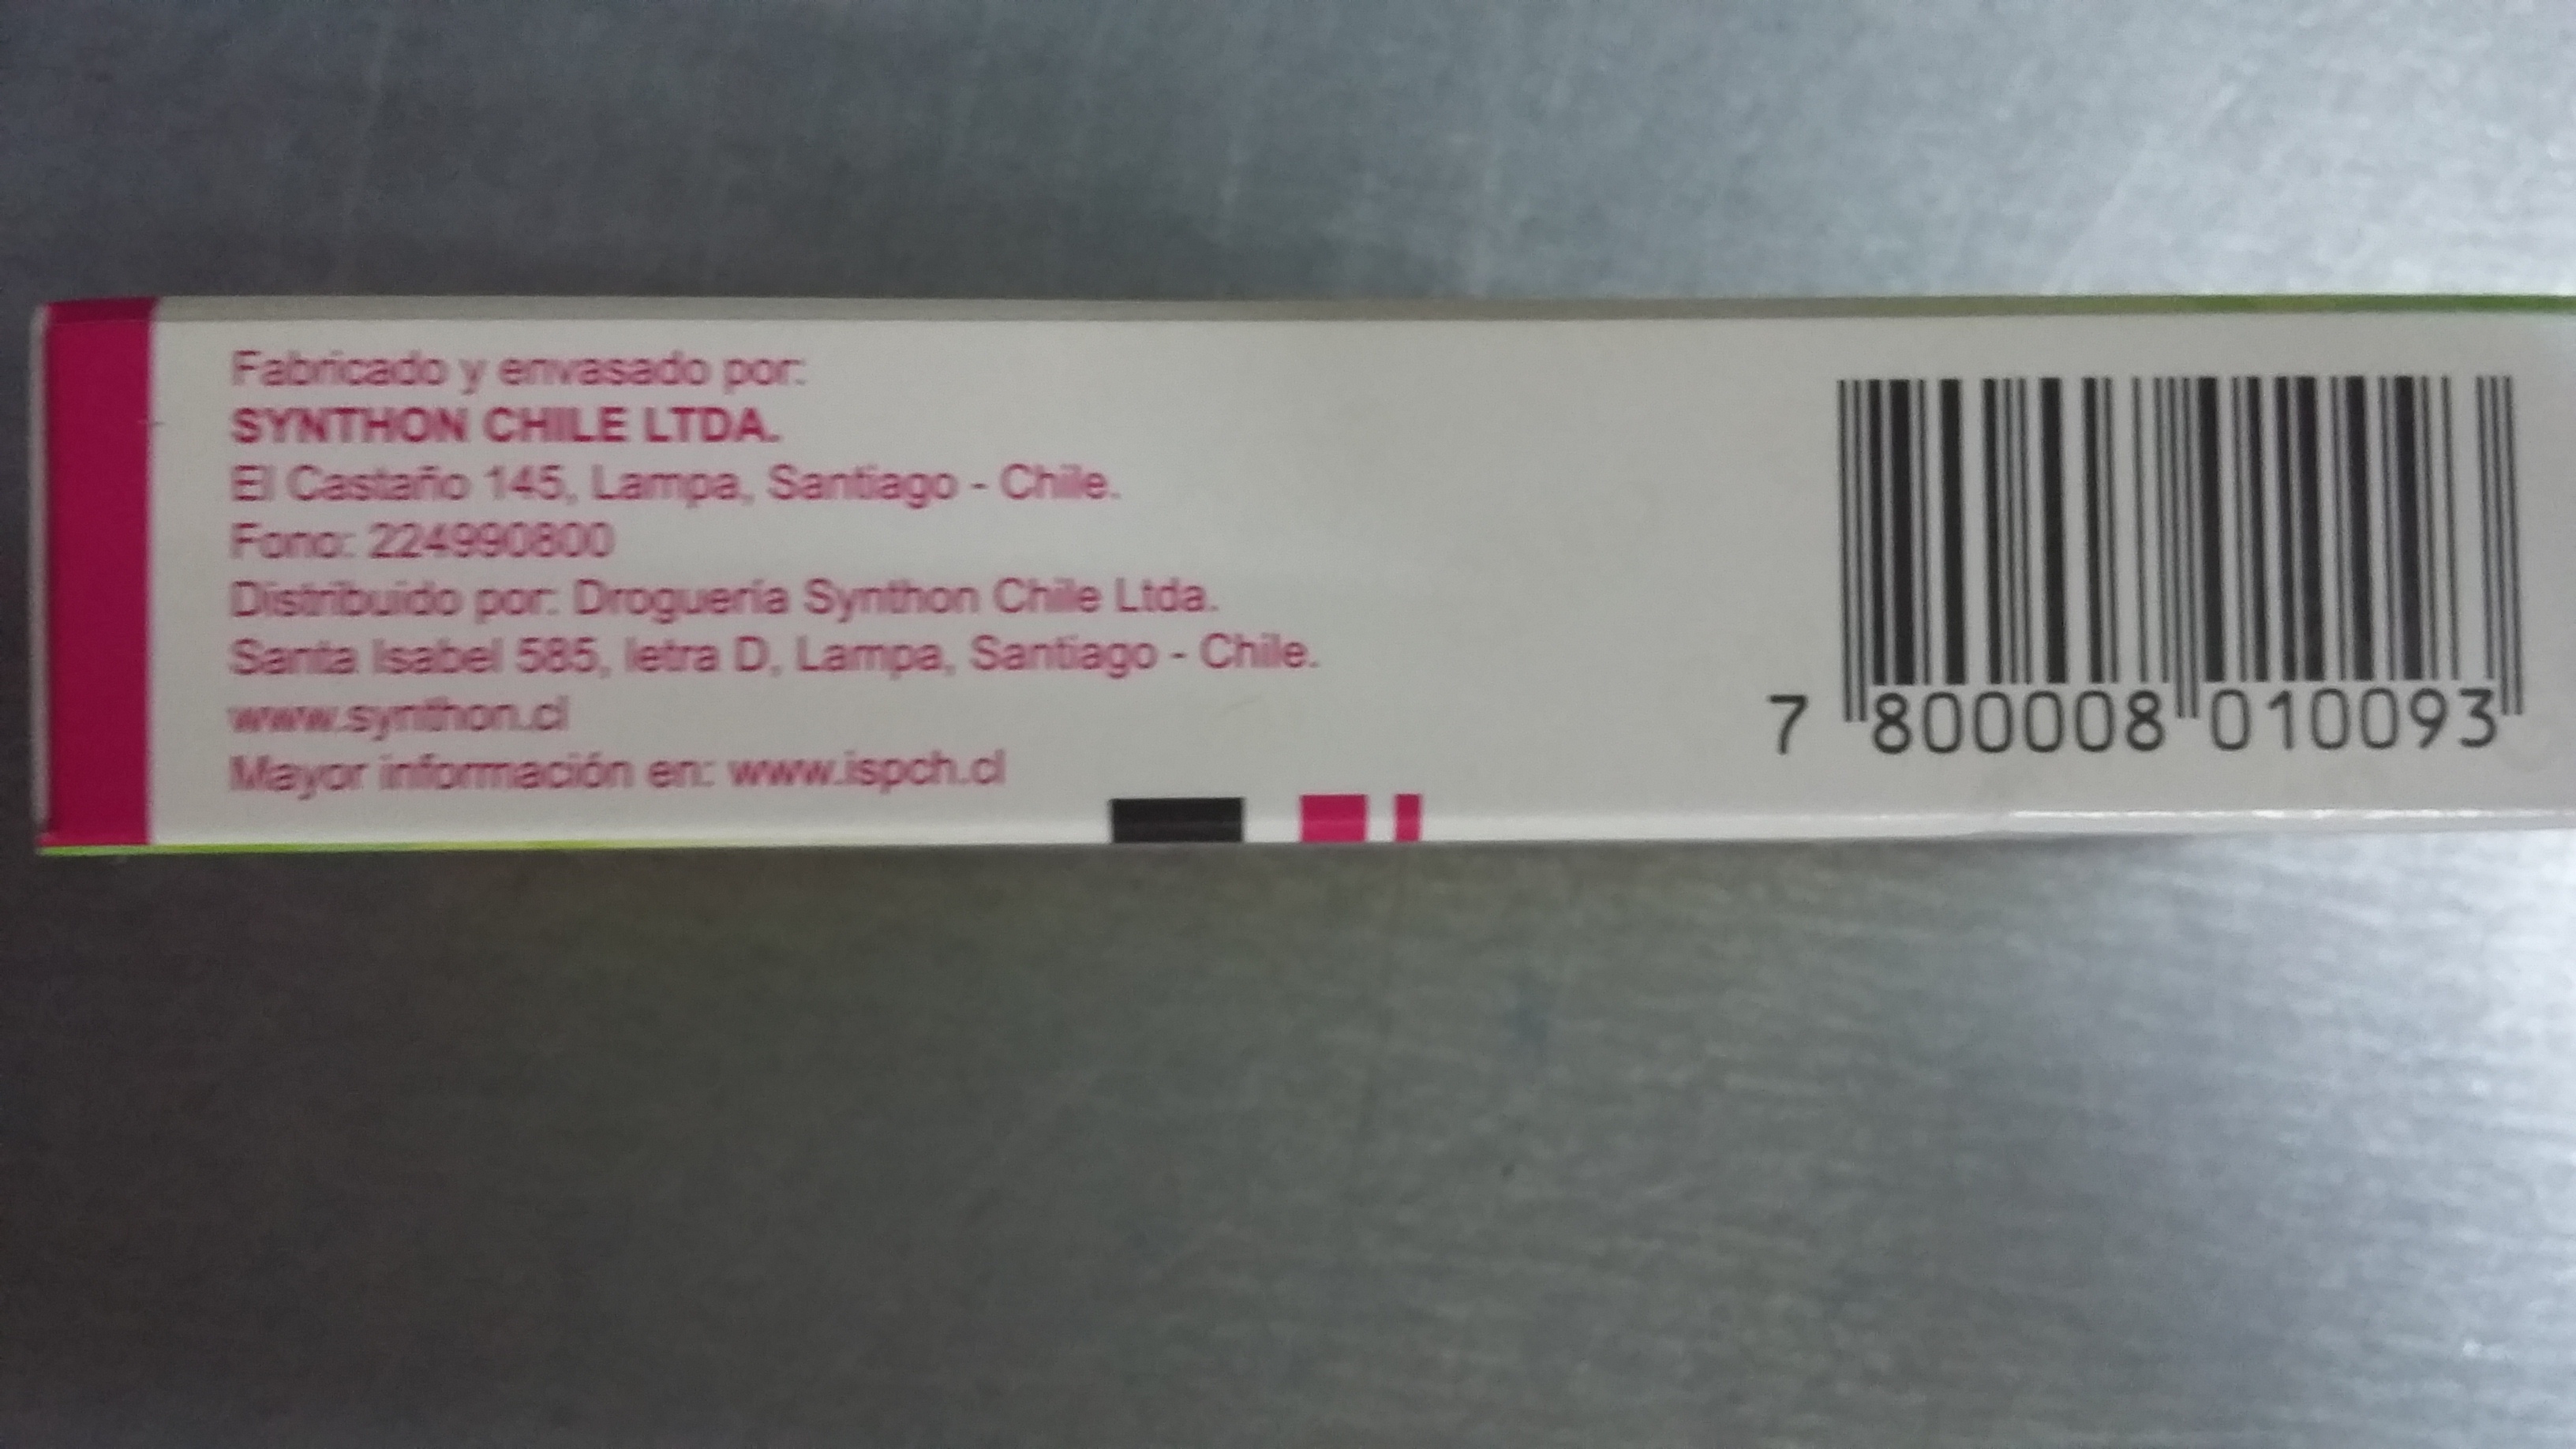 Fabricado y envasado por:
SYNTHON CHILE LTDA.
El Castaño 145, Lampa, Santiago - Chile.
Fono: 224990800
Distribuido por: Droguería Synthon Chile Ltda.
Santa Isabel 585, letra D, Lampa, Santiago - Chile.
www.synthon.cl
Mayor información en: www.ispch.cl
7 800008 010093